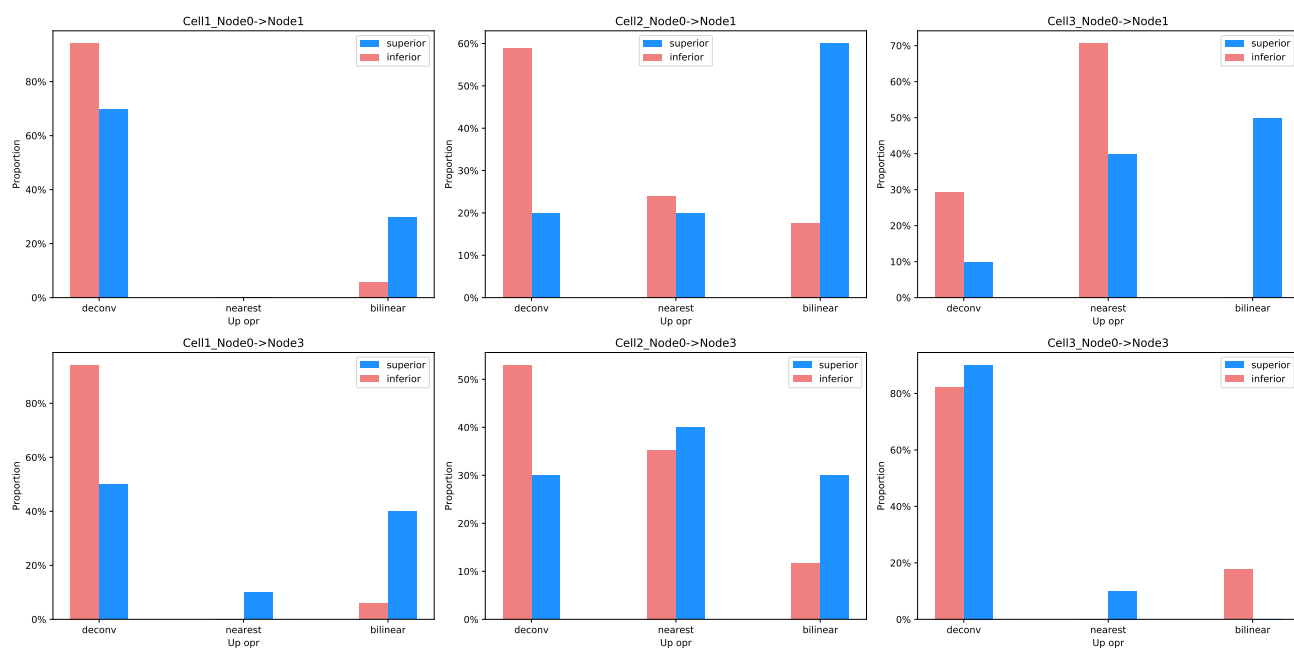 Cell1_Node0->Node1
superior
inferior
80%
60%
40%
20%
0%
Proportion
deconv
nearest
bilinear
Up opr
Cell2_Node0->Node1
superior
inferior
60%
50%
40%
30%
20%
10%
0%
Proportion
deconv
nearest
bilinear
Up opr
Cell3_Node0->Node1
superior
inferior
70%
60%
50%
40%
30%
20%
10%
0%
Proportion
deconv
nearest
bilinear
Up opr
Cell1_Node0->Node3
superior
inferior
80%
60%
40%
20%
0%
Proportion
deconv
nearest
bilinear
Up opr
Cell2_Node0->Node3
superior
inferior
50%
40%
30%
20%
10%
0%
Proportion
deconv
nearest
bilinear
Up opr
Cell3_Node0->Node3
superior
inferior
80%
60%
40%
20%
0%
Proportion
deconv
nearest
bilinear
Up opr